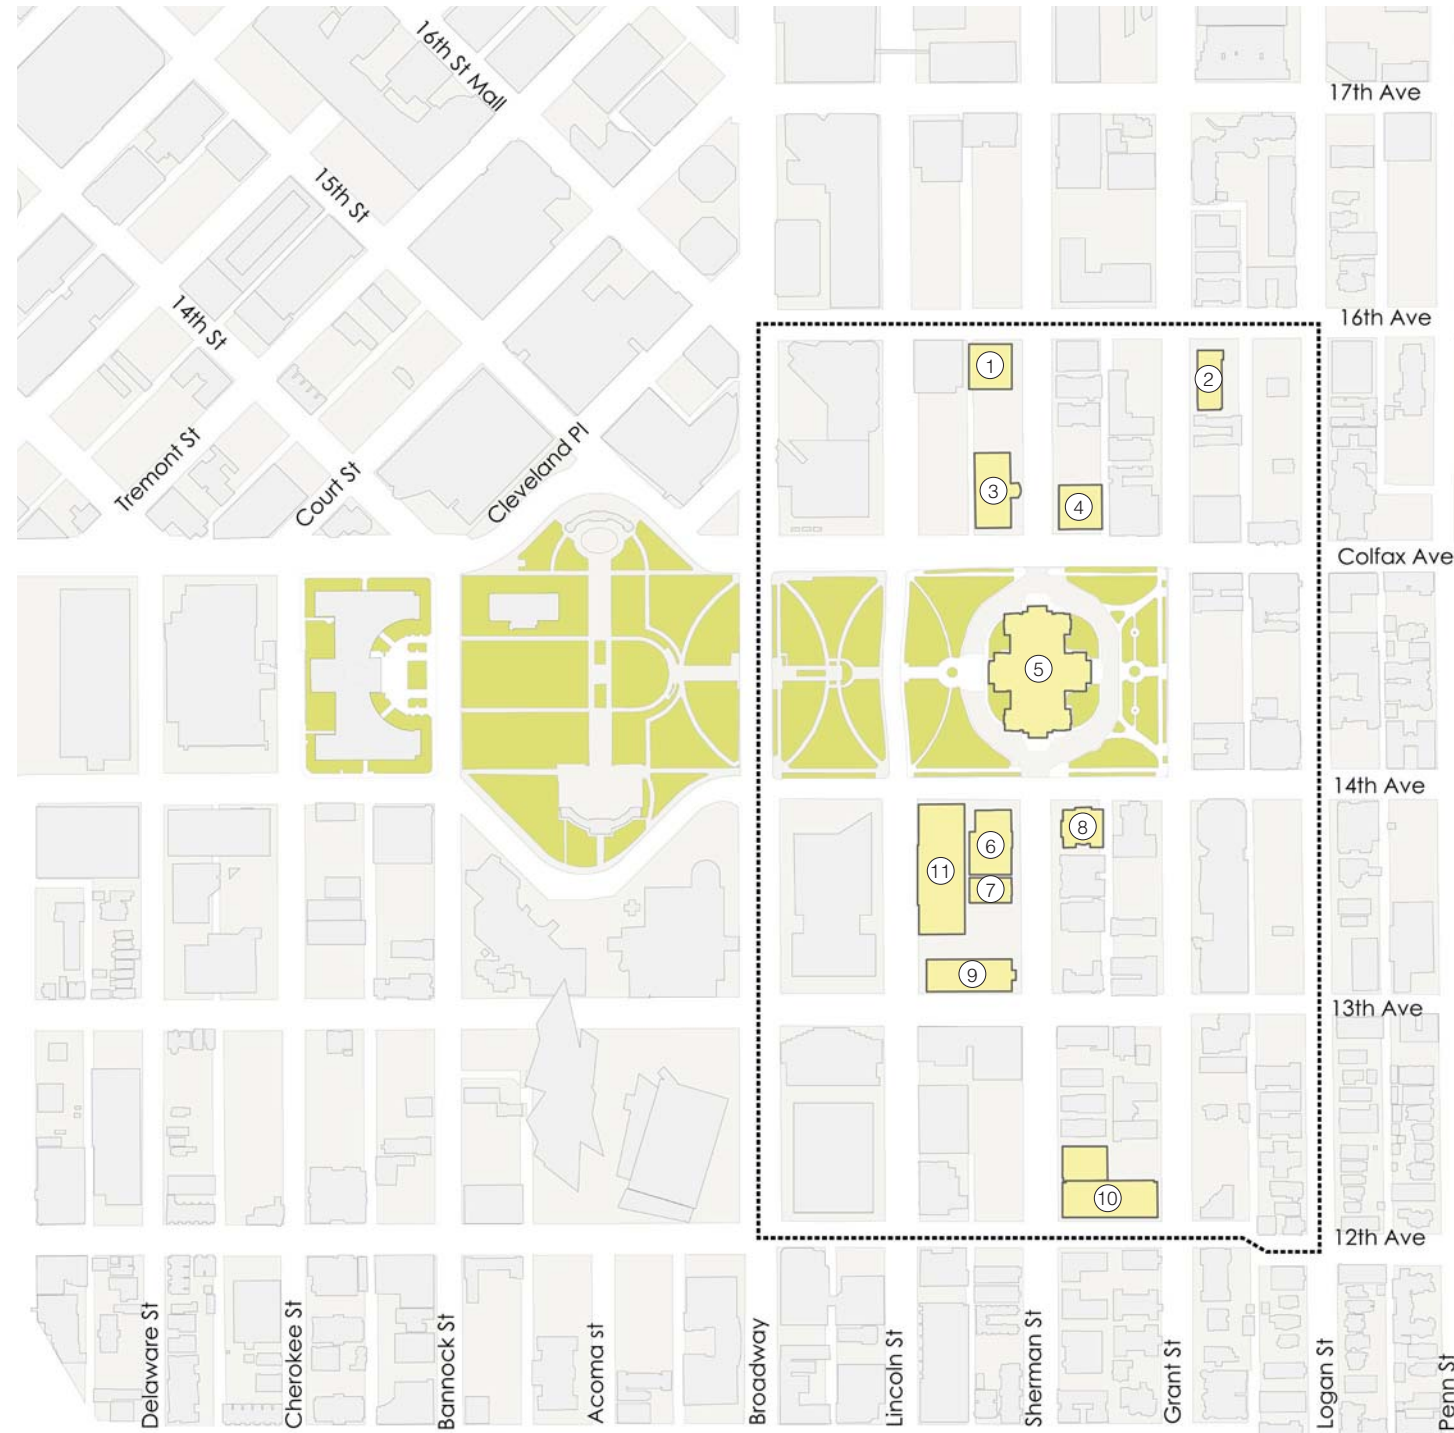 16th St Mall
17th Ave
15th St
16th Ave
14th St
1
2
Tremont St
Court St
Cleveland Pl
3
4
Colfax Ave
5
14th Ave
8
6
11
7
9
13th Ave
10
12th Ave
Delaware St
Cherokee St
Bannock St
Acoma st
Broadway
Lincoln St
Sherman St
Grant St
Logan St
Penn St